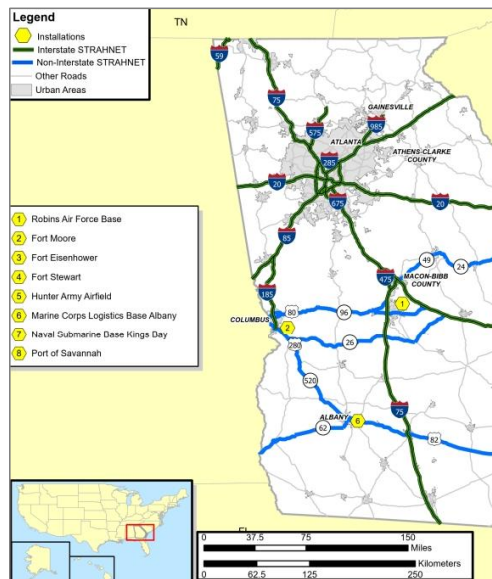 Legend
Installations
Interstate STRAHNET
Non-Interstate STRAHNET
Other Roads
Urban Areas
TN
59
75
575
985
GAINESVILLE
ATLANTA
285
ATHENS-CLARKE
COUNTY
20
675
20
85
1 Robins Air Force Base
2 Fort Moore
3 Fort Eisenhower
4 Fort Stewart
5 Hunter Army Airfield
6 Marine Corps Logistics Base Albany
7 Naval Submarine Base Kings Bay
8 Port of Savannah
49
24
475
MACON-BIBB
COUNTY
185
1
80
96
COLUMBUS
2
280
26
520
75
ALBANY
6
62
82
0 37.5 75 150
Miles
Kilometers
0 62.5 125 250